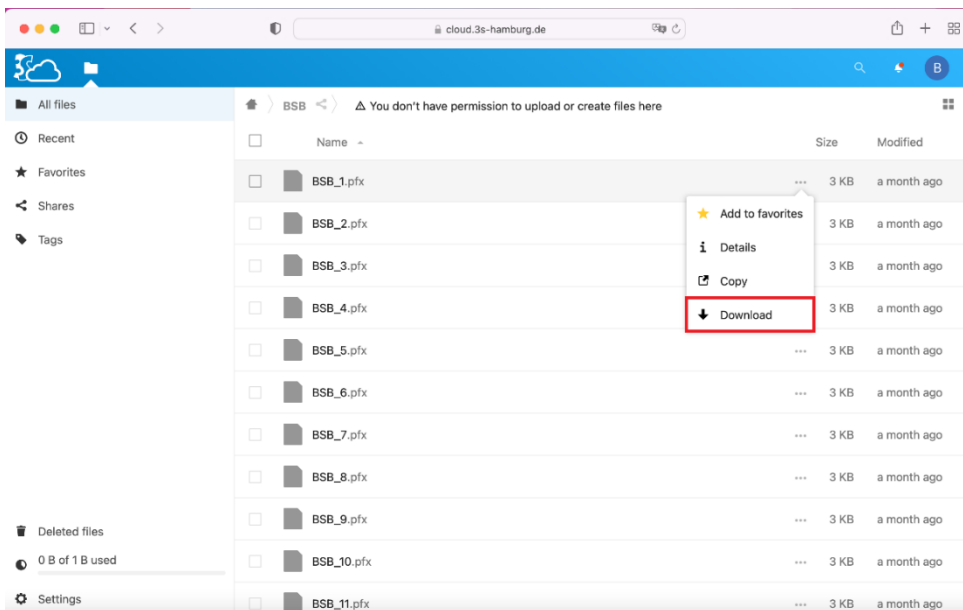 cloud.3s-hamburg.de
3S
B
All files
Recent
Favorites
Shares
Tags
Deleted files
0 B of 1 B used
Settings
BSB ⚠ You don't have permission to upload or create files here
Name Size Modified
BSB_1.pfx 3 KB a month ago
Add to favorites
Details
Copy
Download
BSB_2.pfx 3 KB a month ago
BSB_3.pfx 3 KB a month ago
BSB_4.pfx 3 KB a month ago
BSB_5.pfx 3 KB a month ago
BSB_6.pfx 3 KB a month ago
BSB_7.pfx 3 KB a month ago
BSB_8.pfx 3 KB a month ago
BSB_9.pfx 3 KB a month ago
BSB_10.pfx 3 KB a month ago
BSB_11.pfx 3 KB a month ago